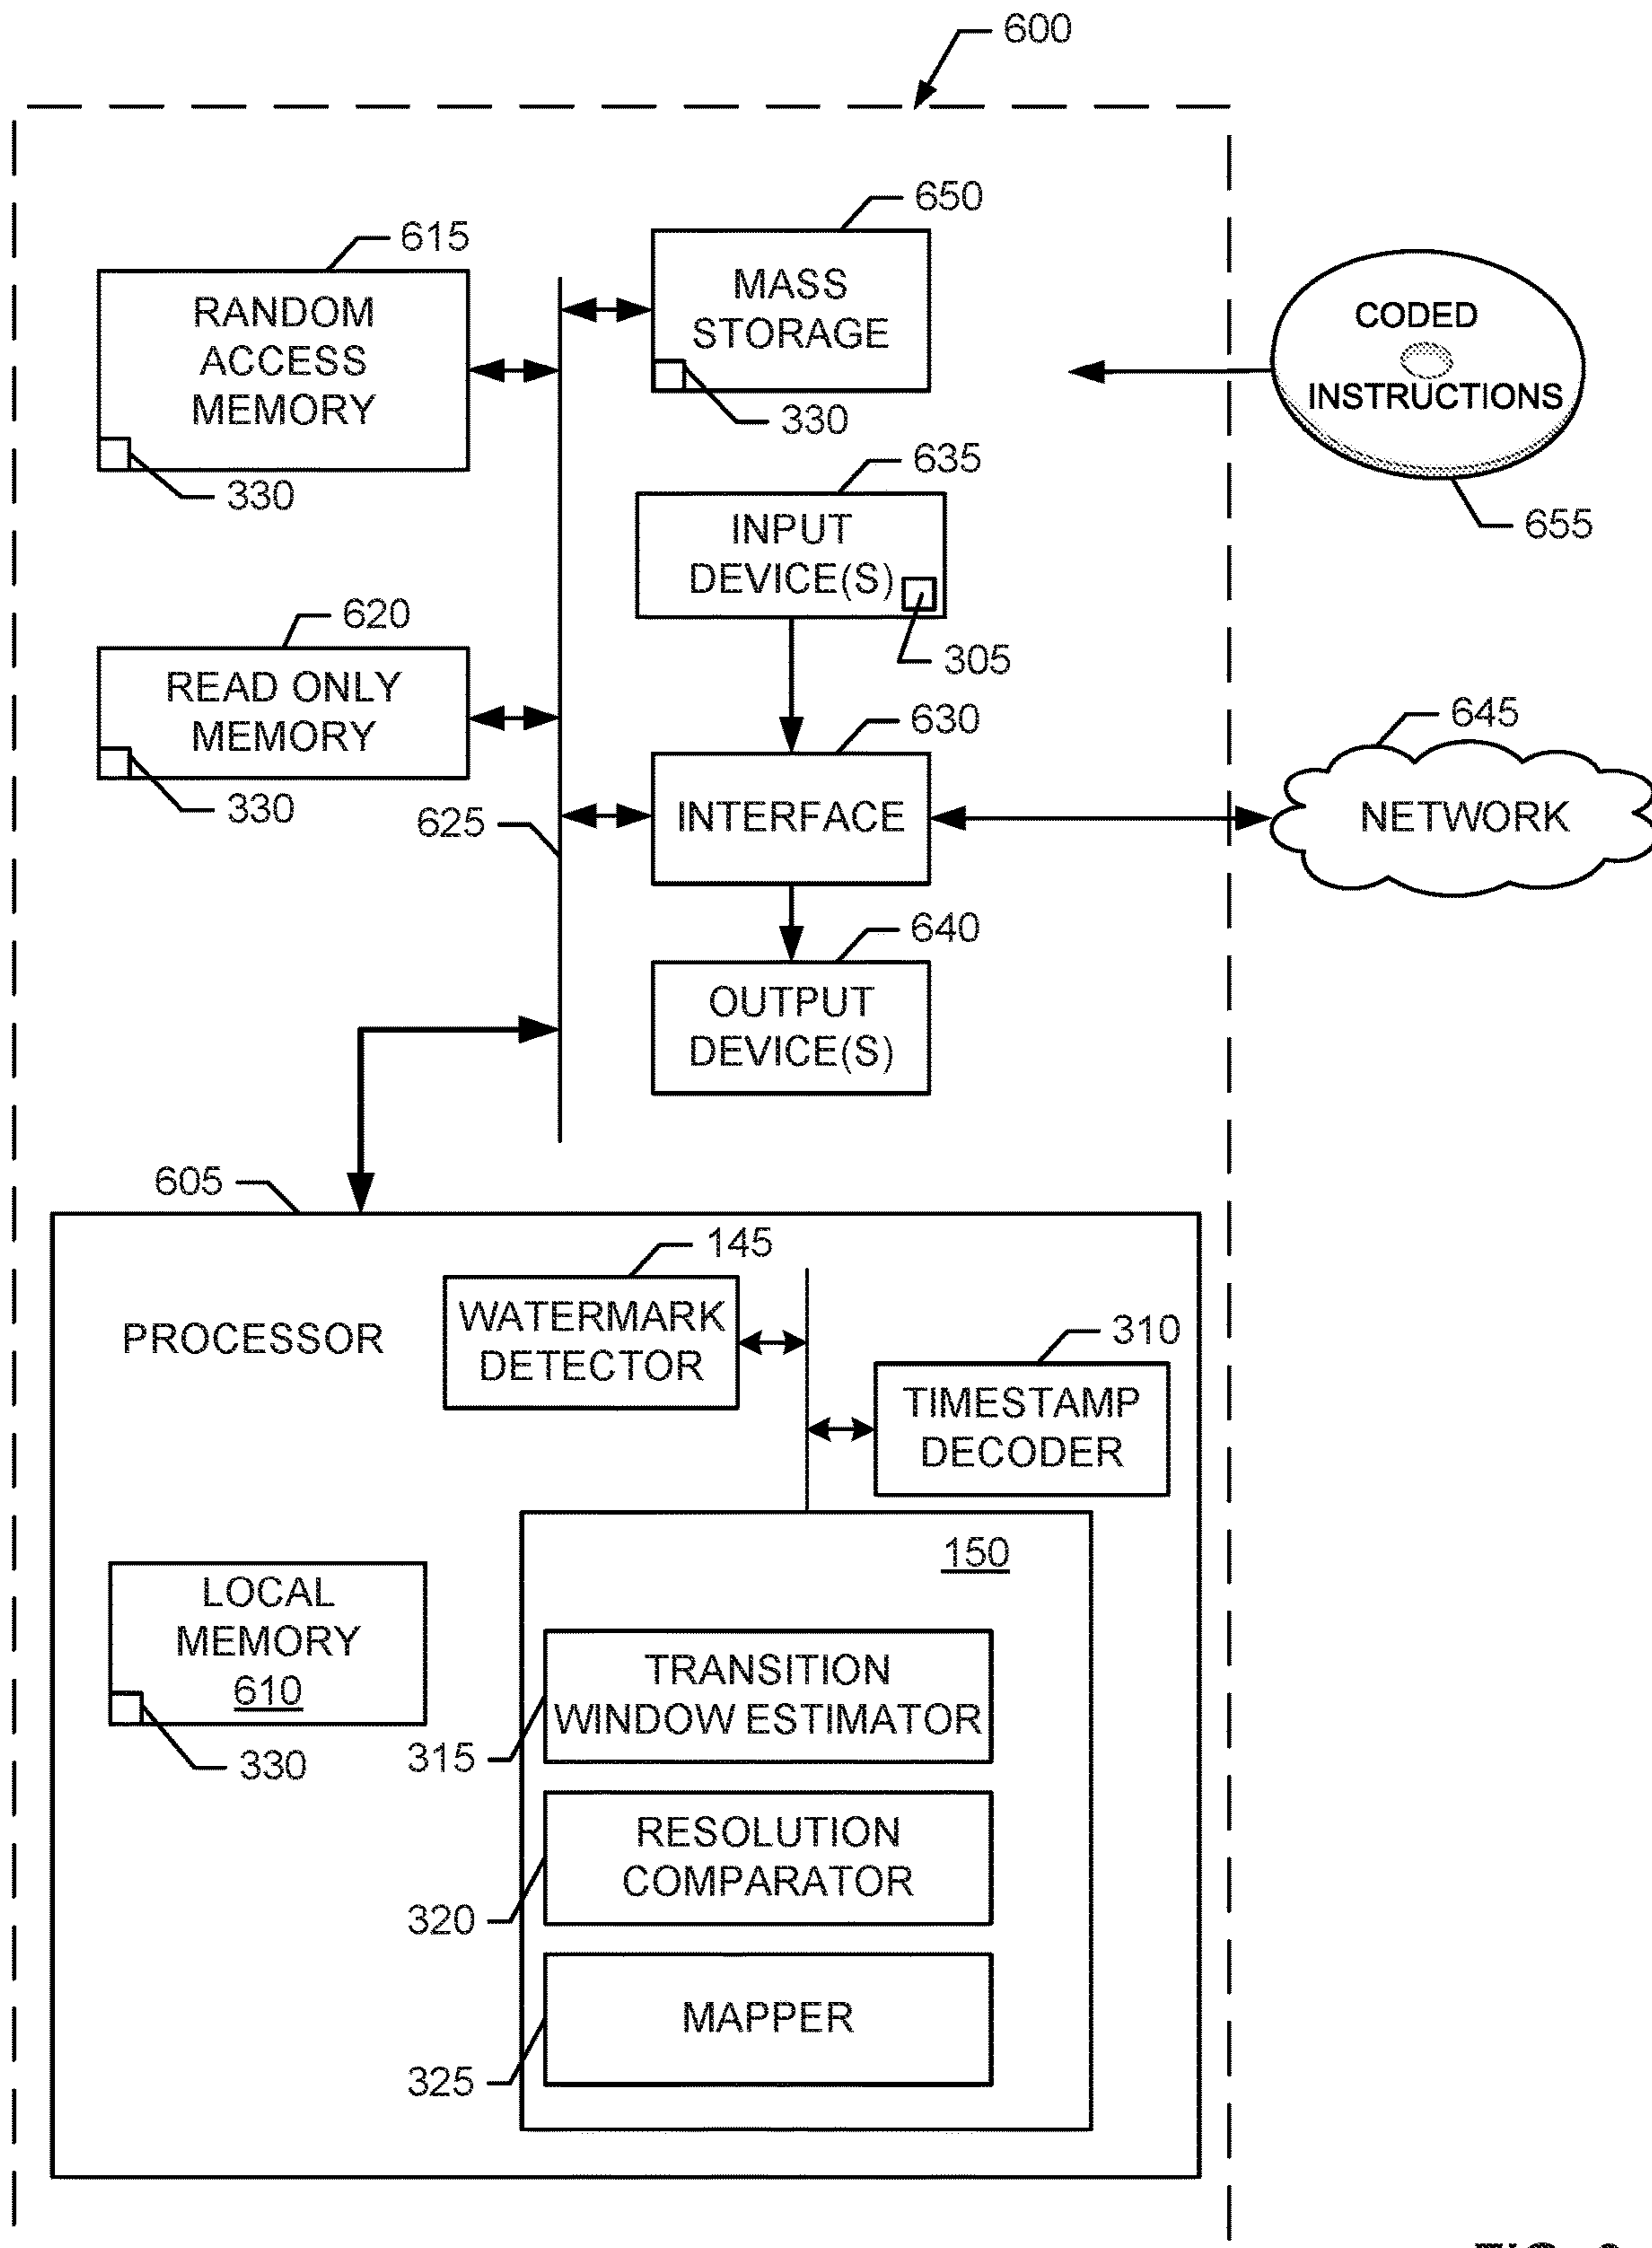 600
650
615
MASS
STORAGE
RANDOM
ACCESS
MEMORY
CODED
INSTRUCTIONS
330
330
635
655
INPUT
DEVICE(S)
305
620
READ ONLY
MEMORY
330
630
645
625
INTERFACE
NETWORK
640
OUTPUT
DEVICE(S)
605
145
PROCESSOR
WATERMARK
DETECTOR
310
TIMESTAMP
DECODER
150
LOCAL
MEMORY
610
330
TRANSITION
WINDOW ESTIMATOR
315
RESOLUTION
COMPARATOR
320
MAPPER
325